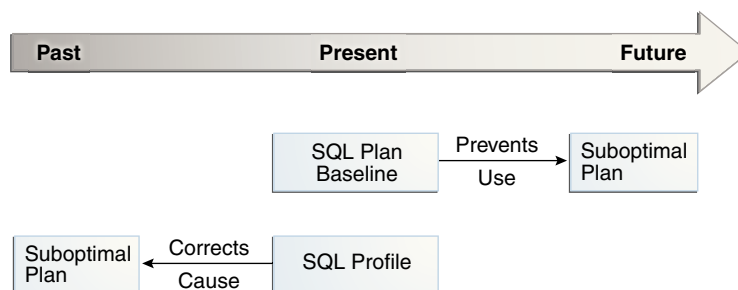 Past Present Future
SQL Plan
Baseline
Prevents
Use
Suboptimal
Plan
Suboptimal
Plan
Corrects
Cause
SQL Profile